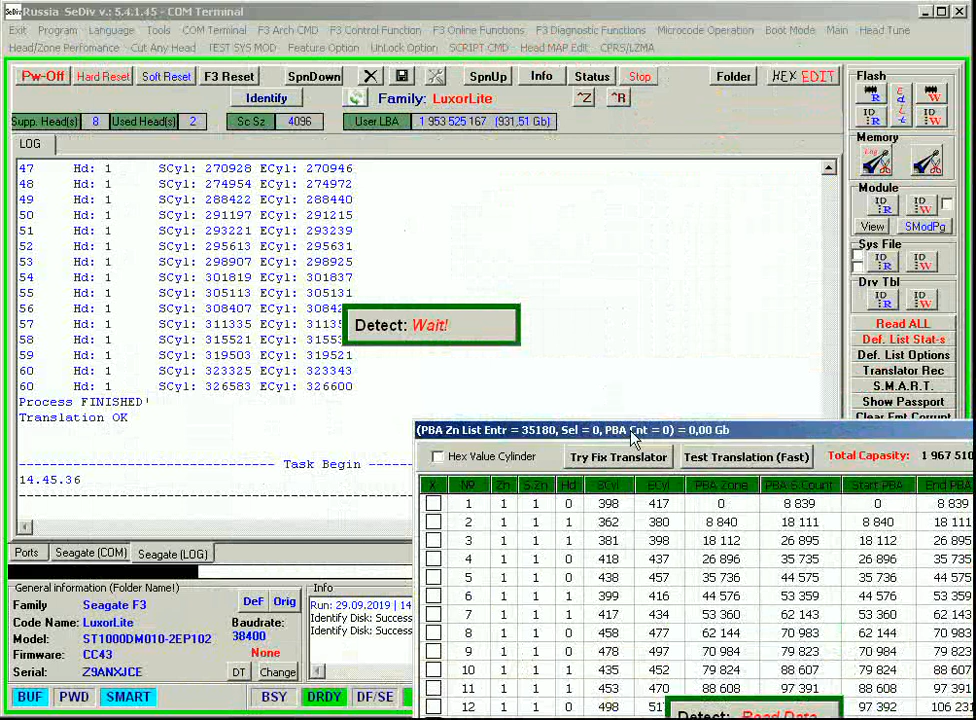 Russia SeDiv v.: 5.4.1.45 - COM Terminal
Exit Program Language Tools COM Terminal F3 Arch CMD F3 Control Function F3 Online Functions Microcode Operation Boot Mode Main Head Tune
Head/Zone Perfomance Cut Any Head TEST SYS MOD Feature Option UnLock Option SCRIPT CMD Head MAP Edit CPRS/LZMA
Pw-Off Hard Reset Soft Reset F3 Reset SpnDown SpnUp Info Status Stop Folder HEX EDIT
Identify Family: LuxorLite ^Z ^R
Supp. Head(s) 8 Used Head(s) 2 Sc Sz 4096 User LBA 1 953 525 167 (931,51 Gb)
LOG
47 Hd: 1 SCyl: 270928 ECyl: 270946
48 Hd: 1 SCyl: 274954 ECyl: 274972
49 Hd: 1 SCyl: 288422 ECyl: 288440
50 Hd: 1 SCyl: 291197 ECyl: 291215
51 Hd: 1 SCyl: 293221 ECyl: 293239
52 Hd: 1 SCyl: 295613 ECyl: 295631
53 Hd: 1 SCyl: 298907 ECyl: 298925
54 Hd: 1 SCyl: 301819 ECyl: 301837
55 Hd: 1 SCyl: 305113 ECyl: 305131
56 Hd: 1 SCyl: 308407 ECyl: 3084
57 Hd: 1 SCyl: 311335 ECyl: 3113
58 Hd: 1 SCyl: 315521 ECyl: 3155
59 Hd: 1 SCyl: 319503 ECyl: 319521
60 Hd: 1 SCyl: 323325 ECyl: 323343
60 Hd: 1 SCyl: 326583 ECyl: 326600
Process FINISHED'
Translation OK
Task Begin
14.45.36
Detect: Wait!
Flash
R
W
ID R
ID W
Memory
Module
ID R
ID W
View SModPg
Sys File
ID R
ID W
Drv Tbl
ID R
ID W
Read ALL
Def. List Stat-s
Def. List Options
Translator Rec
S.M.A.R.T.
Show Passport
Clear Emt Corrupt
Ports Seagate (COM) Seagate (LOG)
General information (Folder Name!)
Family Seagate F3 DeF Orig
Code Name: LuxorLite Baudrate:
Model: ST1000DM010-2EP102 38400
Firmware: CC43 None
Serial: Z9ANXJCE DT Change
Info
Run: 29.09.2019 | 14
Identify Disk: Succes
Identify Disk: Succes
BUF PWD SMART BSY DRDY DF/SE
(PBA Zn List Entr = 35180, Sel = 0, PBA Cnt = 0) = 0,00 Gb
Hex Value Cylinder Try Fix Translator Test Translation (Fast) Total Capacity: 1 967 510
X Nº Zn S.Zn Hd SCyl ECyl PBA Zone PBA S.Count Start PBA End PBA
1 1 1 0 398 417 0 8 839 0 8 839
2 1 1 1 362 380 8 840 18 111 8 840 18 111
3 1 1 1 381 398 18 112 26 895 18 112 26 895
4 1 1 0 418 437 26 896 35 735 26 896 35 735
5 1 1 0 438 457 35 736 44 575 35 736 44 575
6 1 1 1 399 416 44 576 53 359 44 576 53 359
7 1 1 1 417 434 53 360 62 143 53 360 62 143
8 1 1 0 458 477 62 144 70 983 62 144 70 983
9 1 1 0 478 497 70 984 79 823 70 984 79 823
10 1 1 1 435 452 79 824 88 607 79 824 88 607
11 1 1 1 453 470 88 608 97 391 88 608 97 391
12 1 1 0 498 51 97 392 106 231
Detect: Read Data